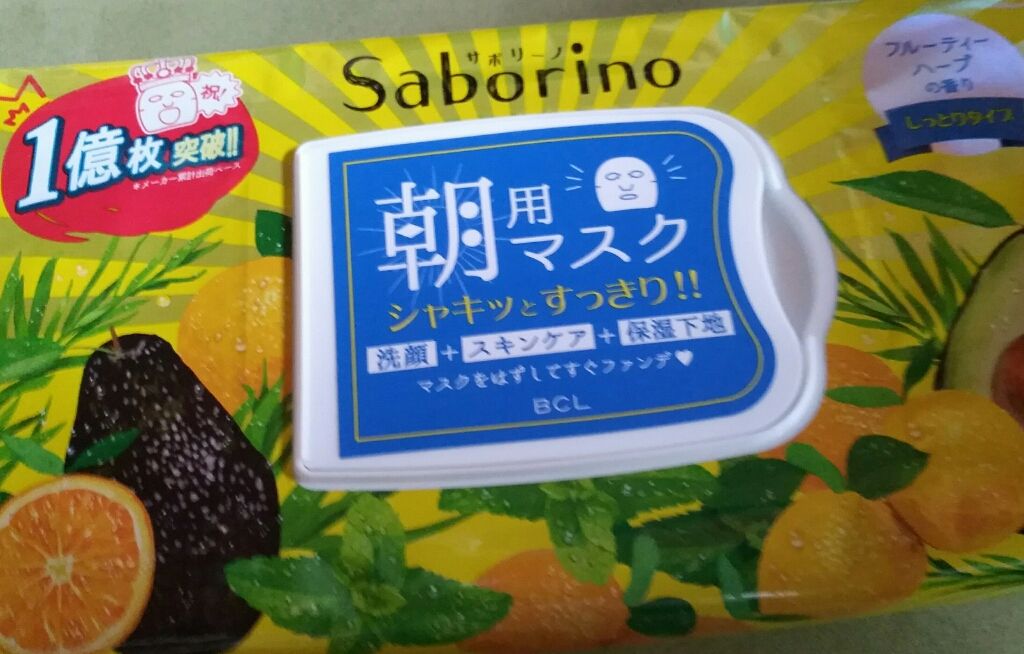 サボリーノ
Saborino
祝!
1億枚突破!!
*メーカー累計出荷ベース
フルーティー
ハーブ
の香り
しっとりタイプ
朝用
マスク
シャキッとすっきり!!
洗顔+スキンケア+保湿下地
マスクをはずしてすぐファンデ♥
BCL